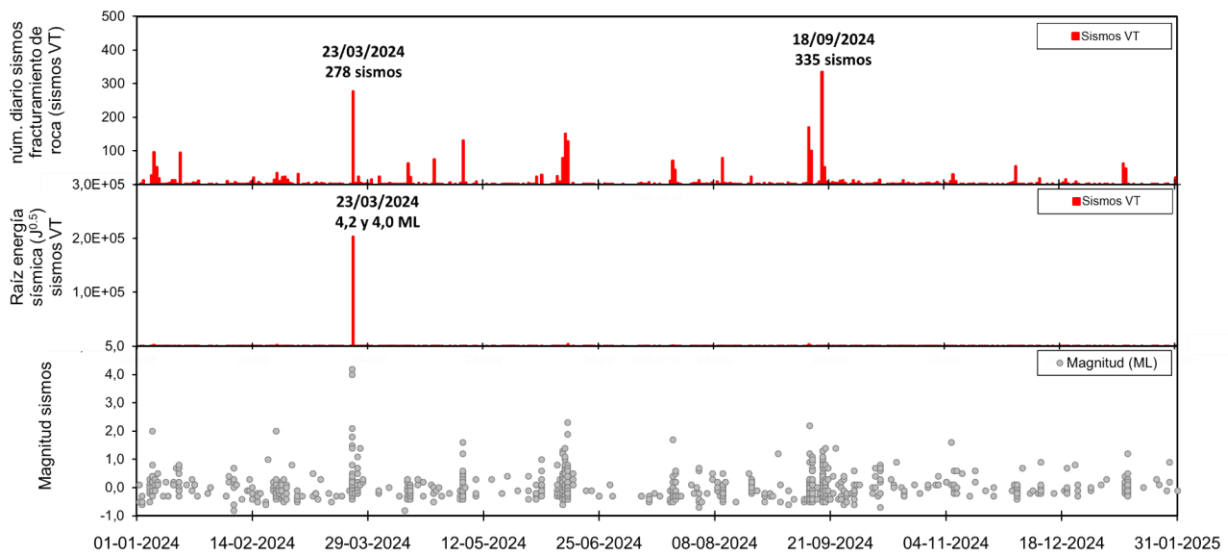 núm. diario sismos
fracturamiento de
roca (sismos VT)
500
400
300
200
100
23/03/2024
278 sismos
18/09/2024
335 sismos
Sismos VT
Raíz energía
sísmica (J^0.5)
sismos VT
3,0E+05
2,0E+05
1,0E+05
23/03/2024
4,2 y 4,0 ML
Sismos VT
Magnitud sismos
5,0
4,0
3,0
2,0
1,0
0,0
-1,0
Magnitud (ML)
01-01-2024 14-02-2024 29-03-2024 12-05-2024 25-06-2024 08-08-2024 21-09-2024 04-11-2024 18-12-2024 31-01-2025